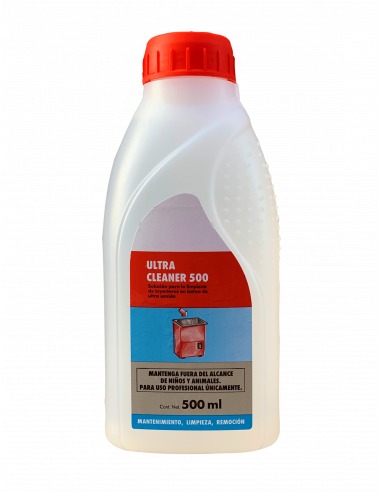 ULTRA
CLEANER 500
Solución para la limpieza
de inyectores en baños de
ultra sonido
MANTENGA FUERA DEL ALCANCE
DE NIÑOS Y ANIMALES.
PARA USO PROFESIONAL ÚNICAMENTE.
Cont. Net. 500 ml
MANTENIMIENTO, LIMPIEZA, REMOCIÓN